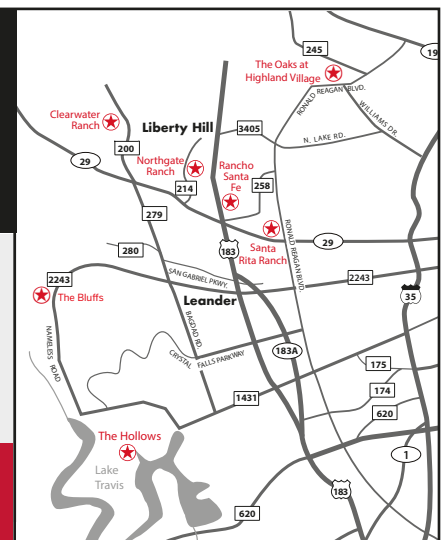 245
19
The Oaks at
Highland Village
RONALD REAGAN BLVD.
WILLIAMS DR.
Clearwater
Ranch
Liberty Hill
3405
N. LAKE RD.
200
29
Northgate
Ranch
Rancho
Santa
Fe
214
258
279
RONALD REAGAN BLVD.
Santa
Rita Ranch
29
280
183
SAN GABRIEL PKWY.
2243
2243
The Bluffs
Leander
35
BAGDAD RD.
NAMELESS
ROAD
CRYSTAL FALLS PARKWAY
183A
175
174
1431
620
The Hollows
1
Lake
Travis
183
620